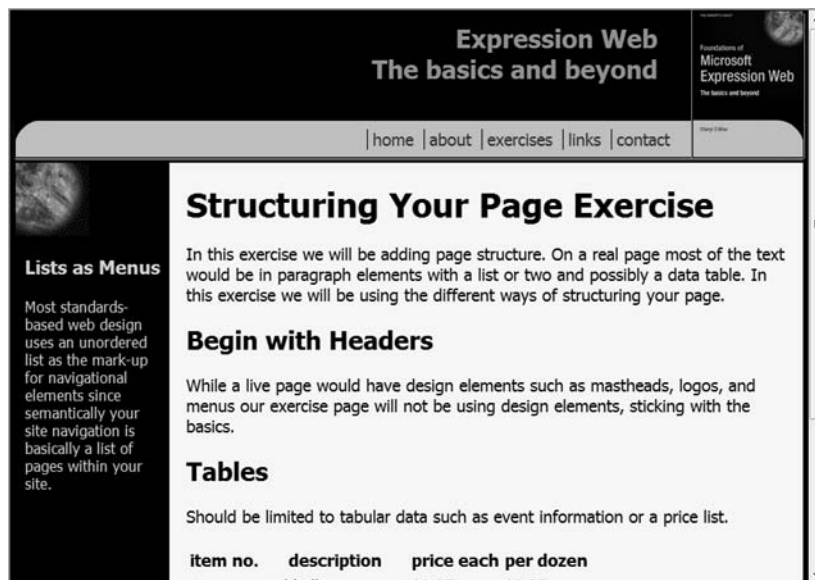 Expression Web
The basics and beyond
Foundations of
Microsoft
Expression Web
The basics and beyond
|home |about |exercises |links |contact
Structuring Your Page Exercise
In this exercise we will be adding page structure. On a real page most of the text
would be in paragraph elements with a list or two and possibly a data table. In
this exercise we will be using the different ways of structuring your page.
Lists as Menus
Most standards-
based web design
uses an unordered
list as the mark-up
for navigational
elements since
semantically your
site navigation is
basically a list of
pages within your
site.
Begin with Headers
While a live page would have design elements such as mastheads, logos, and
menus our exercise page will not be using design elements, sticking with the
basics.
Tables
Should be limited to tabular data such as event information or a price list.
item no. description price each per dozen